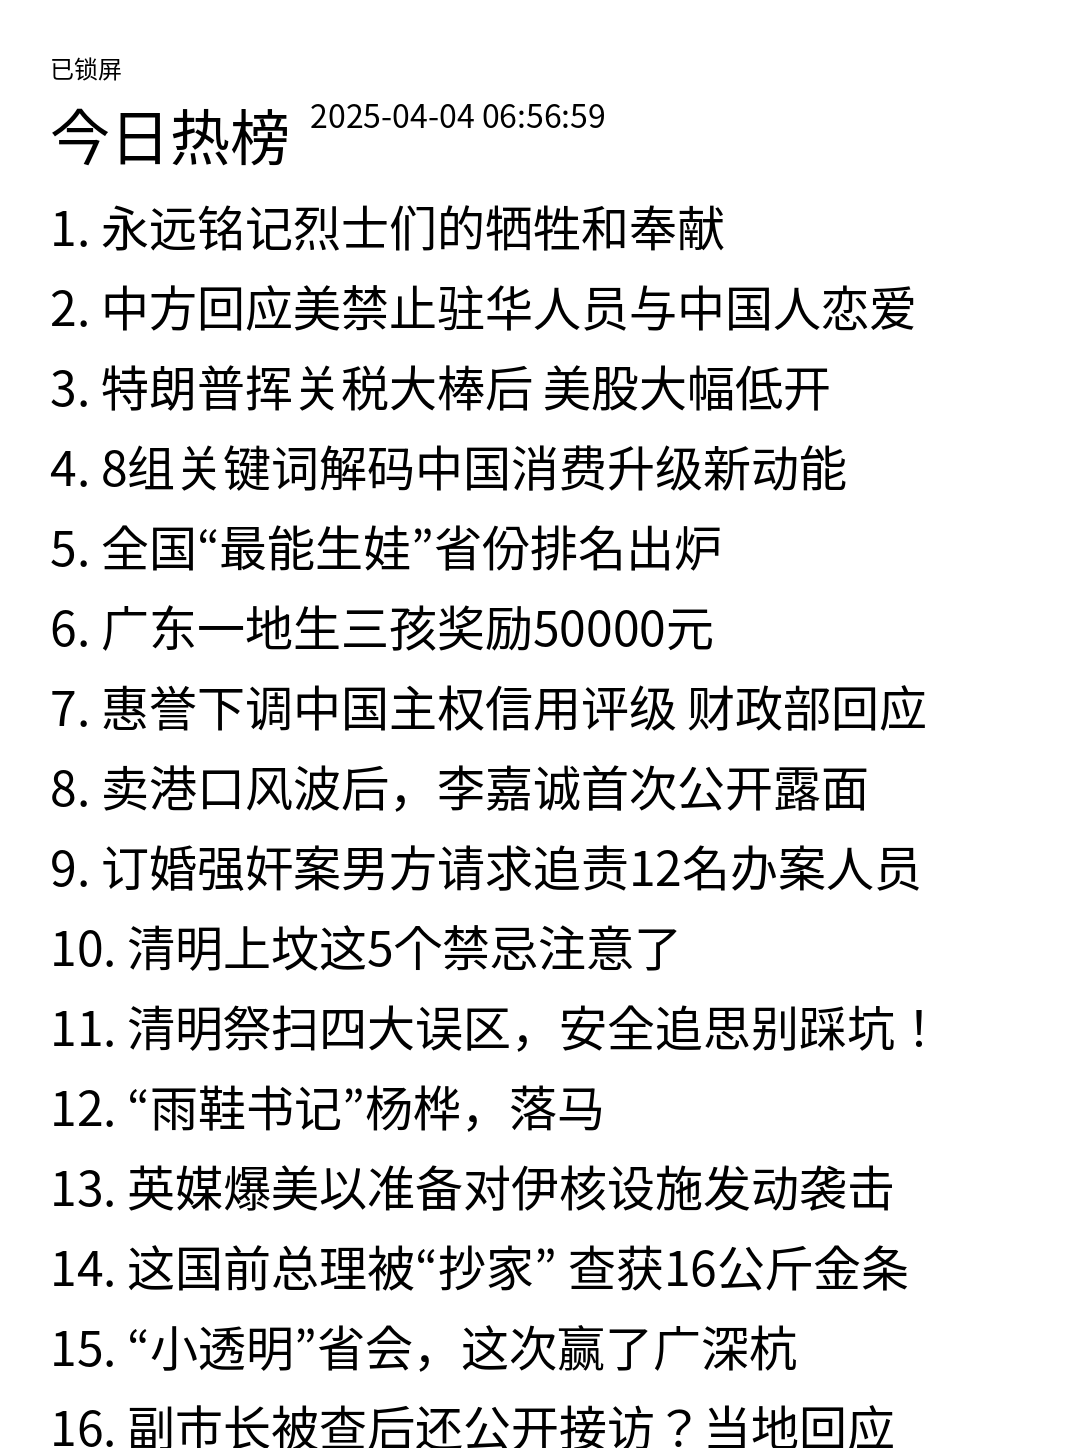 已锁屏
今日热榜 2025-04-04 06:56:59
1. 永远铭记烈士们的牺牲和奉献
2. 中方回应美禁止驻华人员与中国人恋爱
3. 特朗普挥关税大棒后 美股大幅低开
4. 8组关键词解码中国消费升级新动能
5. 全国“最能生娃”省份排名出炉
6. 广东一地生三孩奖励50000元
7. 惠誉下调中国主权信用评级 财政部回应
8. 卖港口风波后，李嘉诚首次公开露面
9. 订婚强奸案男方请求追责12名办案人员
10. 清明上坟这5个禁忌注意了
11. 清明祭扫四大误区，安全追思别踩坑！
12. “雨鞋书记”杨桦，落马
13. 英媒爆美以准备对伊核设施发动袭击
14. 这国前总理被“抄家” 查获16公斤金条
15. “小透明”省会，这次赢了广深杭
16. 副市长被查后还公开接访？当地回应